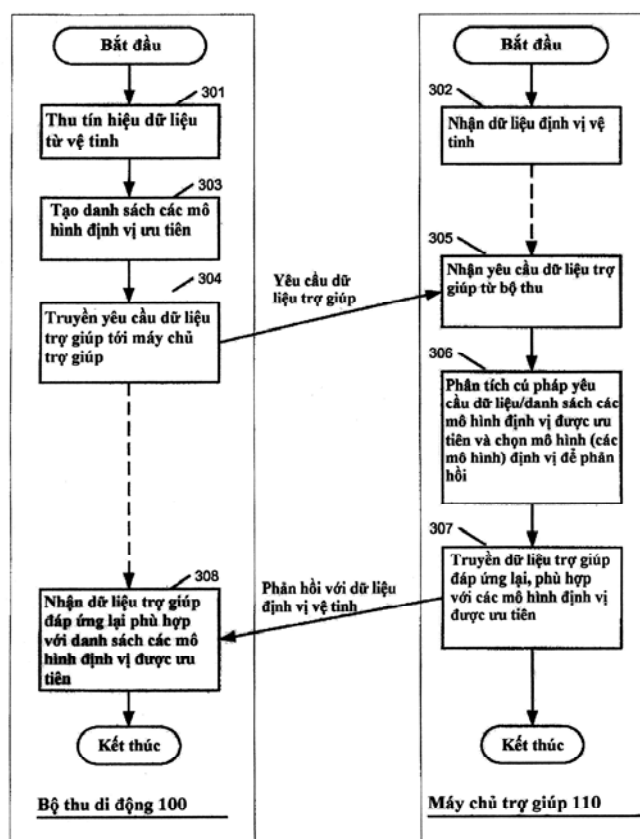 Bắt đầu
301
Thu tín hiệu dữ liệu
từ vệ tinh
303
Tạo danh sách các mô
hình định vị ưu tiên
304
Truyền yêu cầu dữ liệu
trợ giúp tới máy chủ
trợ giúp
308
Nhận dữ liệu trợ giúp
đáp ứng lại phù hợp
với danh sách các mô
hình định vị được ưu
tiên
Kết thúc
Bộ thu di động 100
Yêu cầu dữ
liệu trợ giúp
Phản hồi với dữ liệu
định vị vệ tinh
Bắt đầu
302
Nhận dữ liệu định vị vệ
tinh
305
Nhận yêu cầu dữ liệu trợ
giúp từ bộ thu
306
Phân tích cú pháp yêu
cầu dữ liệu/danh sách các
mô hình định vị được ưu
tiên và chọn mô hình (các
mô hình) định vị để phản
hồi
307
Truyền dữ liệu trợ giúp
đáp ứng lại, phù hợp
với các mô hình định vị
được ưu tiên
Kết thúc
Máy chủ trợ giúp 110